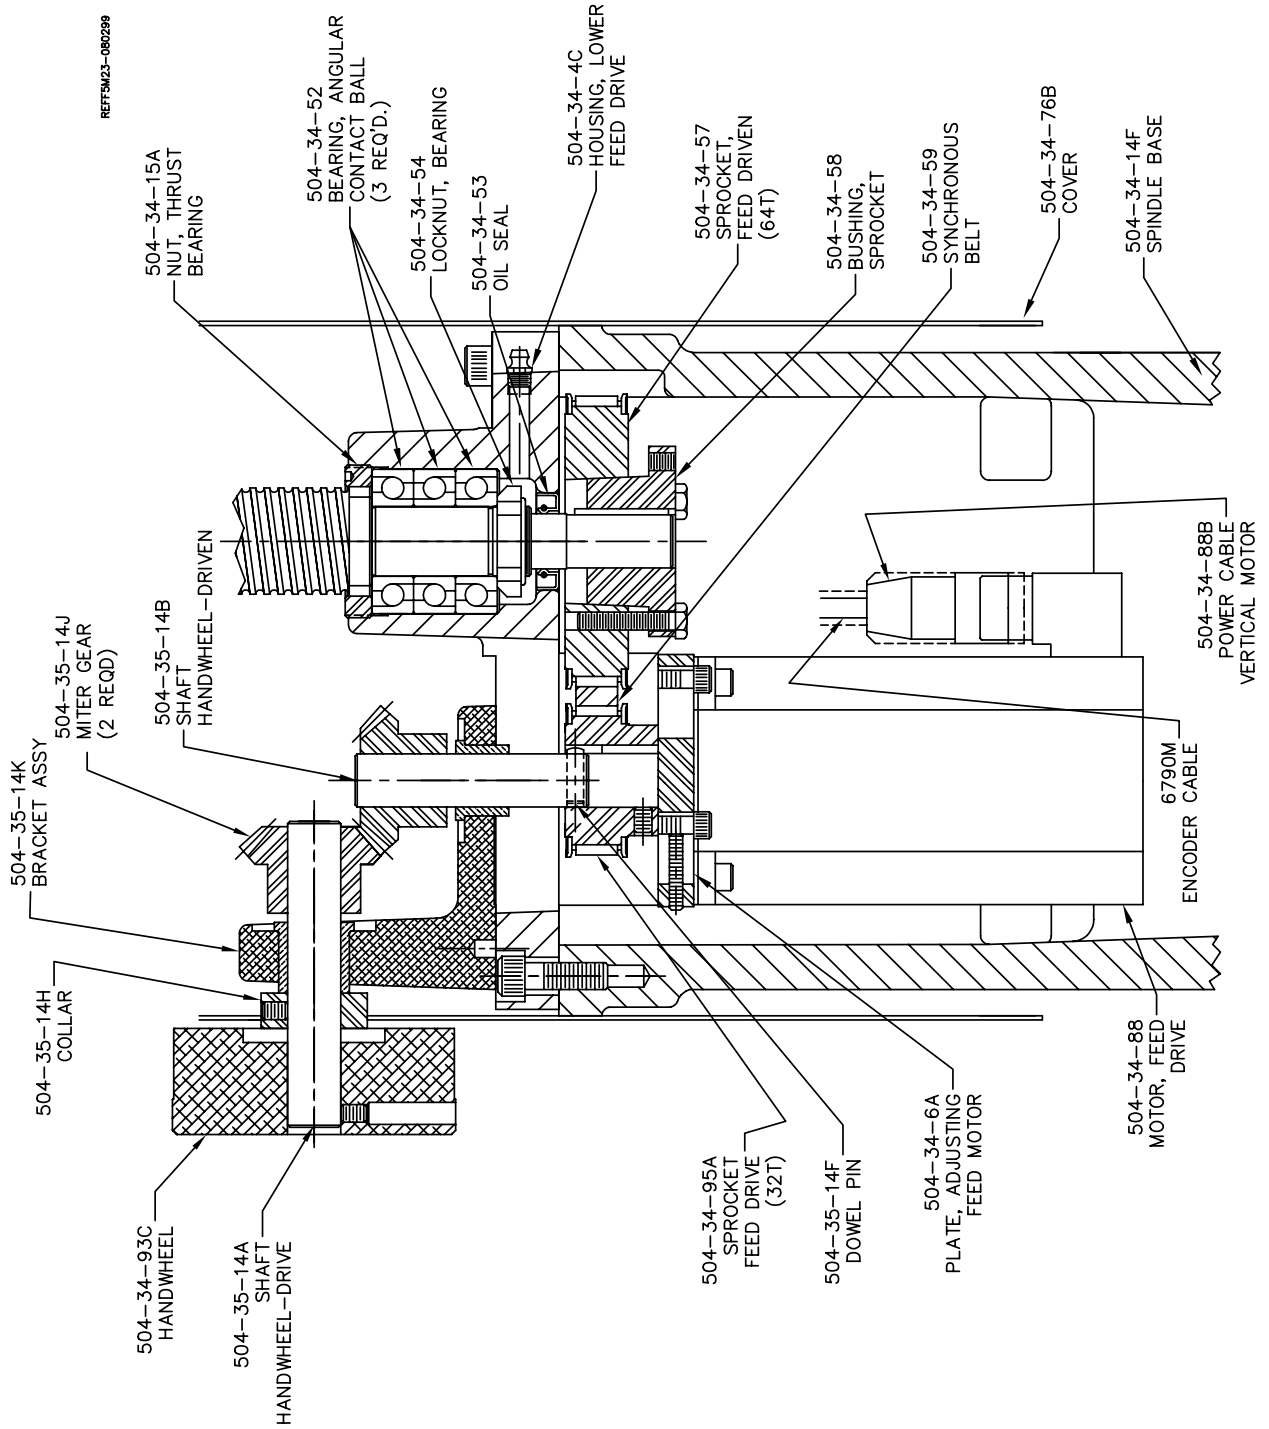 REFF5M23-080299
504-34-15A
NUT, THRUST
BEARING
504-34-52
BEARING, ANGULAR
CONTACT BALL
(3 REQ'D.)
504-34-54
LOCKNUT, BEARING
504-34-53
OIL SEAL
504-34-4C
HOUSING, LOWER
FEED DRIVE
504-34-57
SPROCKET,
FEED DRIVEN
(64T)
504-34-58
BUSHING,
SPROCKET
504-34-59
SYNCHRONOUS
BELT
504-34-76B
COVER
504-34-14F
SPINDLE BASE
504-35-14K
BRACKET ASSY
504-35-14J
MITER GEAR
(2 REQD)
504-35-14B
SHAFT
HANDWHEEL-DRIVEN
504-34-88B
POWER CABLE
VERTICAL MOTOR
6790M
ENCODER CABLE
504-35-14H
COLLAR
504-34-93C
HANDWHEEL
504-35-14A
SHAFT
HANDWHEEL-DRIVE
504-34-95A
SPROCKET
FEED DRIVE
(32T)
504-35-14F
DOWEL PIN
504-34-6A
PLATE, ADJUSTING
FEED MOTOR
504-34-88
MOTOR, FEED
DRIVE